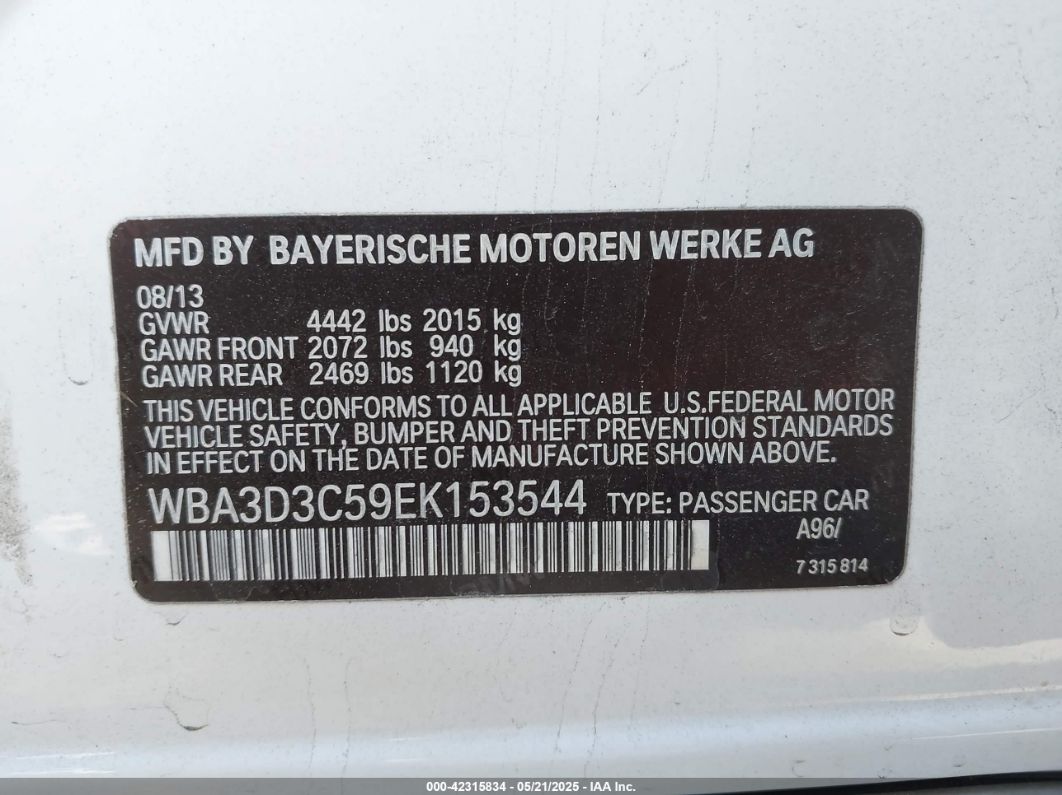 MFD BY BAYERISCHE MOTOREN WERKE AG
08/13
GVWR 4442 lbs 2015 kg
GAWR FRONT 2072 lbs 940 kg
GAWR REAR 2469 lbs 1120 kg
THIS VEHICLE CONFORMS TO ALL APPLICABLE U.S.FEDERAL MOTOR
VEHICLE SAFETY, BUMPER AND THEFT PREVENTION STANDARDS
IN EFFECT ON THE DATE OF MANUFACTURE SHOWN ABOVE.
WBA3D3C59EK153544 TYPE: PASSENGER CAR
A96/
7 315 814
000-42315834 - 05/21/2025 - IAA Inc.